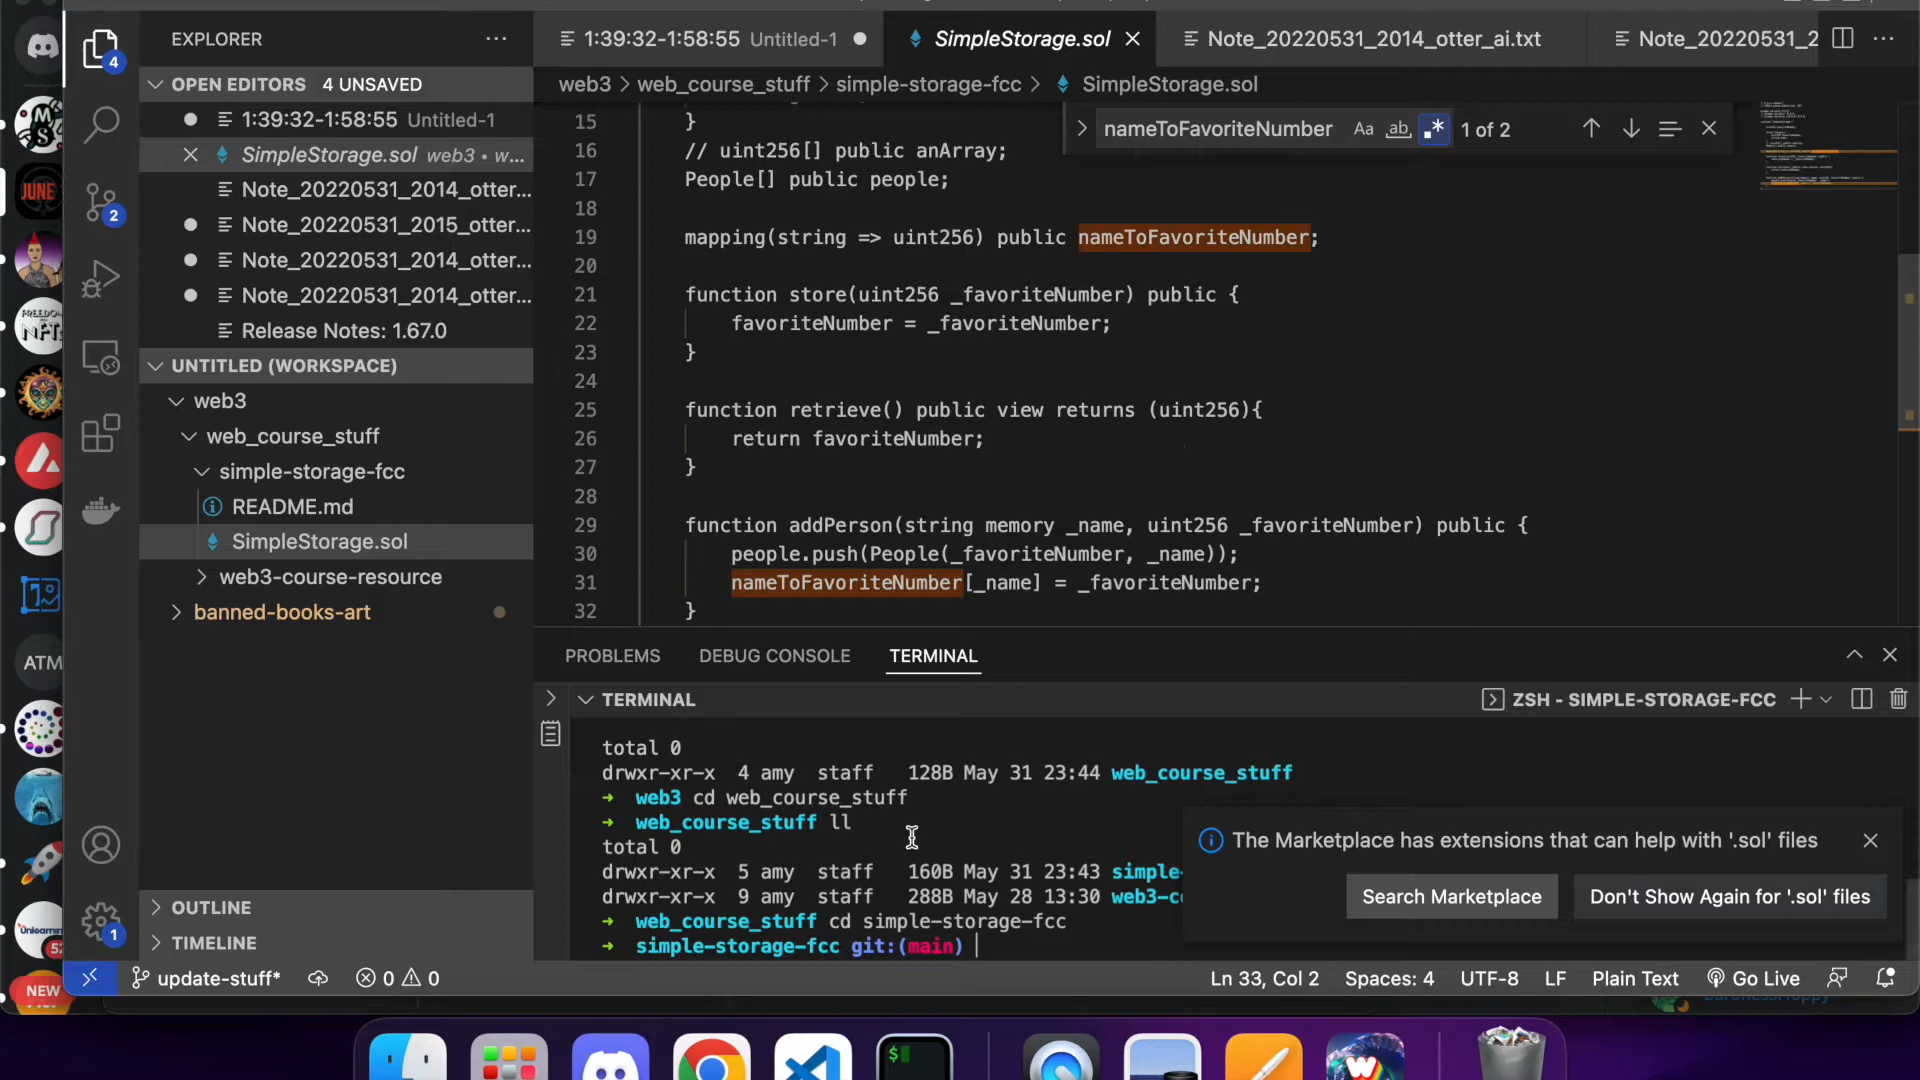 EXPLORER
OPEN EDITORS 4 UNSAVED
1:39:32-1:58:55 Untitled-1
SimpleStorage.sol web3 • w...
Note_20220531_2014_otter...
Note_20220531_2015_otter...
Note_20220531_2014_otter...
Note_20220531_2014_otter...
Release Notes: 1.67.0
UNTITLED (WORKSPACE)
web3
web_course_stuff
simple-storage-fcc
README.md
SimpleStorage.sol
web3-course-resource
banned-books-art
OUTLINE
TIMELINE
4
2
1
JUNE
NFT
ATM
Unlearnin
52
NEW
1:39:32-1:58:55 Untitled-1
SimpleStorage.sol
Note_20220531_2014_otter_ai.txt
Note_20220531_2
web3 > web_course_stuff > simple-storage-fcc > SimpleStorage.sol
nameToFavoriteNumber Aa ab .* 1 of 2
15 }
16 // uint256[] public anArray;
17 People[] public people;
18
19 mapping(string => uint256) public nameToFavoriteNumber;
20
21 function store(uint256 _favoriteNumber) public {
22 favoriteNumber = _favoriteNumber;
23 }
24
25 function retrieve() public view returns (uint256){
26 return favoriteNumber;
27 }
28
29 function addPerson(string memory _name, uint256 _favoriteNumber) public {
30 people.push(People(_favoriteNumber, _name));
31 nameToFavoriteNumber[_name] = _favoriteNumber;
32 }
PROBLEMS DEBUG CONSOLE TERMINAL
TERMINAL
ZSH - SIMPLE-STORAGE-FCC
total 0
drwxr-xr-x 4 amy staff 128B May 31 23:44 web_course_stuff
→ web3 cd web_course_stuff
→ web_course_stuff ll
total 0
drwxr-xr-x 5 amy staff 160B May 31 23:43 simple-
drwxr-xr-x 9 amy staff 288B May 28 13:30 web3-c
→ web_course_stuff cd simple-storage-fcc
→ simple-storage-fcc git:(main)
The Marketplace has extensions that can help with '.sol' files
Search Marketplace
Don't Show Again for '.sol' files
update-stuff* 0 0
Ln 33, Col 2 Spaces: 4 UTF-8 LF Plain Text Go Live
$
W